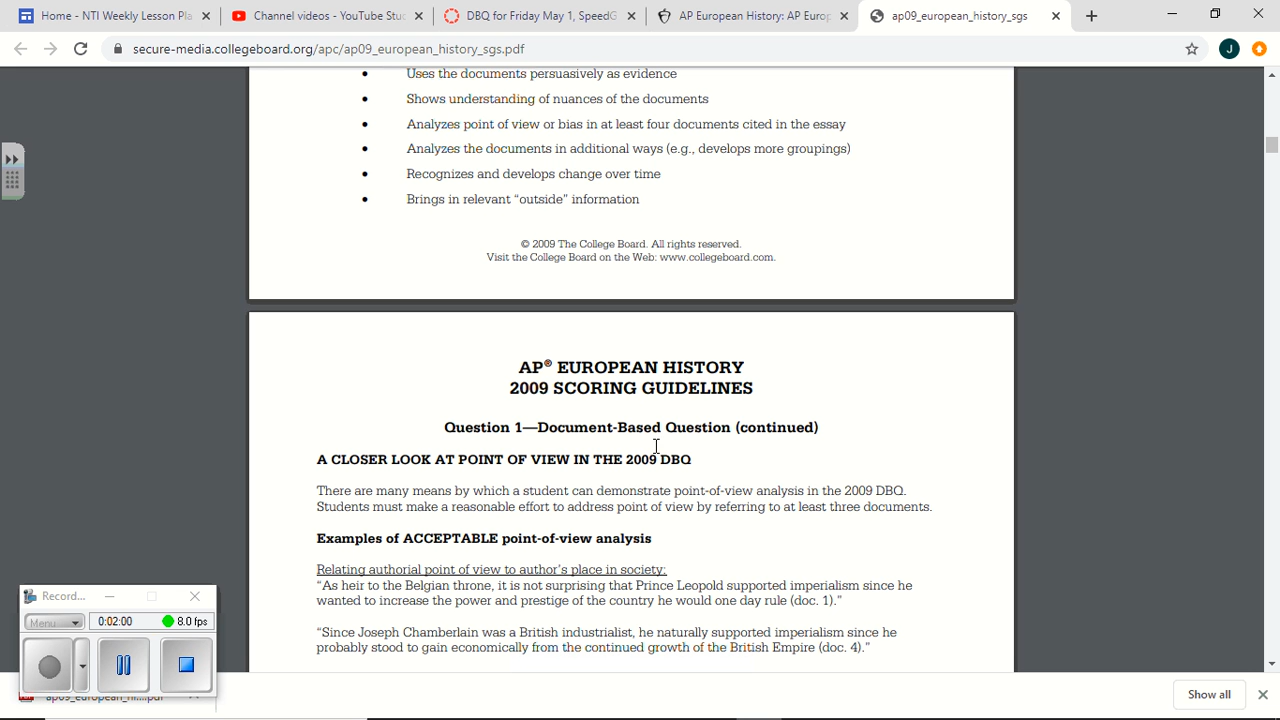 Home - NTI Weekly Lesson Pla
Channel videos - YouTube Stu
DBQ for Friday May 1, SpeedG
AP European History: AP Europ
ap09_european_history_sgs
secure-media.collegeboard.org/apc/ap09_european_history_sgs.pdf
J
• Uses the documents persuasively as evidence
• Shows understanding of nuances of the documents
• Analyzes point of view or bias in at least four documents cited in the essay
• Analyzes the documents in additional ways (e.g., develops more groupings)
• Recognizes and develops change over time
• Brings in relevant “outside” information
© 2009 The College Board. All rights reserved.
Visit the College Board on the Web: www.collegeboard.com.
AP® EUROPEAN HISTORY
2009 SCORING GUIDELINES
Question 1—Document-Based Question (continued)
A CLOSER LOOK AT POINT OF VIEW IN THE 2009 DBQ
There are many means by which a student can demonstrate point-of-view analysis in the 2009 DBQ.
Students must make a reasonable effort to address point of view by referring to at least three documents.
Examples of ACCEPTABLE point-of-view analysis
Relating authorial point of view to author’s place in society:
“As heir to the Belgian throne, it is not surprising that Prince Leopold supported imperialism since he
wanted to increase the power and prestige of the country he would one day rule (doc. 1).”
“Since Joseph Chamberlain was a British industrialist, he naturally supported imperialism since he
probably stood to gain economically from the continued growth of the British Empire (doc. 4).”
Record...
Menu
0:02:00
8.0 fps
ap09_european_hi....pdf
Show all